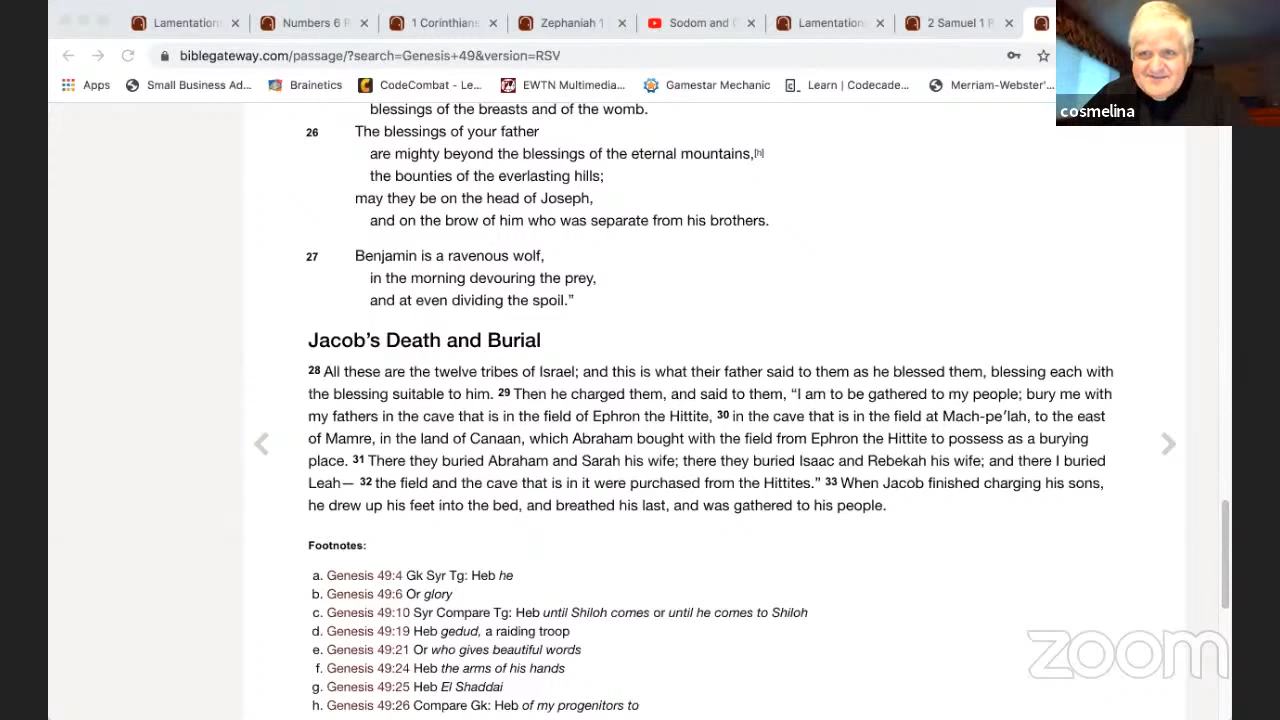 Lamentation
Numbers 6 R
1 Corinthians
Zephaniah 1
Sodom and
Lamentation
2 Samuel 1 R
biblegateway.com/passage/?search=Genesis+49&version=RSV
Apps
Small Business Ad...
Brainetics
CodeCombat - Le...
EWTN Multimedia...
Gamestar Mechanic
Learn | Codecade...
Merriam-Webster'
cosmelina
blessings of the breasts and of the womb.
26 The blessings of your father
are mighty beyond the blessings of the eternal mountains,[h]
the bounties of the everlasting hills;
may they be on the head of Joseph,
and on the brow of him who was separate from his brothers.
27 Benjamin is a ravenous wolf,
in the morning devouring the prey,
and at even dividing the spoil.”
Jacob’s Death and Burial
28 All these are the twelve tribes of Israel; and this is what their father said to them as he blessed them, blessing each with
the blessing suitable to him. 29 Then he charged them, and said to them, “I am to be gathered to my people; bury me with
my fathers in the cave that is in the field of Ephron the Hittite, 30 in the cave that is in the field at Mach-pe′lah, to the east
of Mamre, in the land of Canaan, which Abraham bought with the field from Ephron the Hittite to possess as a burying
place. 31 There they buried Abraham and Sarah his wife; there they buried Isaac and Rebekah his wife; and there I buried
Leah— 32 the field and the cave that is in it were purchased from the Hittites.” 33 When Jacob finished charging his sons,
he drew up his feet into the bed, and breathed his last, and was gathered to his people.
Footnotes:
a. Genesis 49:4 Gk Syr Tg: Heb he
b. Genesis 49:6 Or glory
c. Genesis 49:10 Syr Compare Tg: Heb until Shiloh comes or until he comes to Shiloh
d. Genesis 49:19 Heb gedud, a raiding troop
e. Genesis 49:21 Or who gives beautiful words
f. Genesis 49:24 Heb the arms of his hands
g. Genesis 49:25 Heb El Shaddai
h. Genesis 49:26 Compare Gk: Heb of my progenitors to
zoom